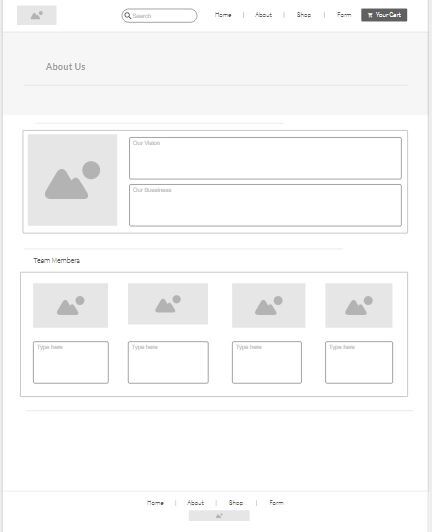 Search Home | About | Shop | Form Your Cart
About Us
Our Vision
Our Bussiness
Team Members
Type here Type here Type here Type here
Home | About | Shop | Form